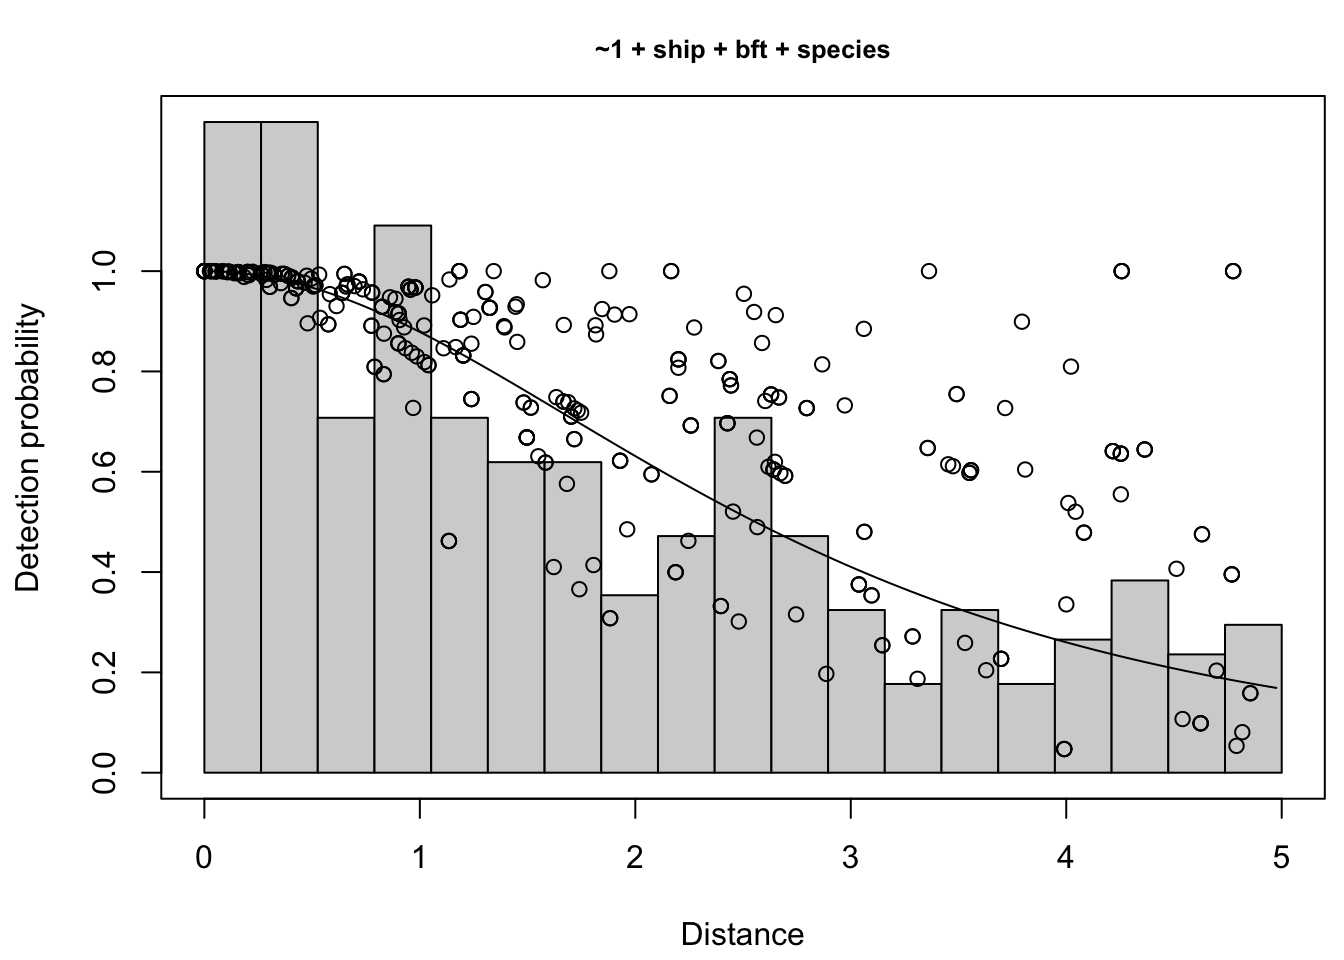 ~1 + ship + bft + species
Detection probability
1.0
0.8
0.6
0.4
0.2
0.0
0 1 2 3 4 5
Distance